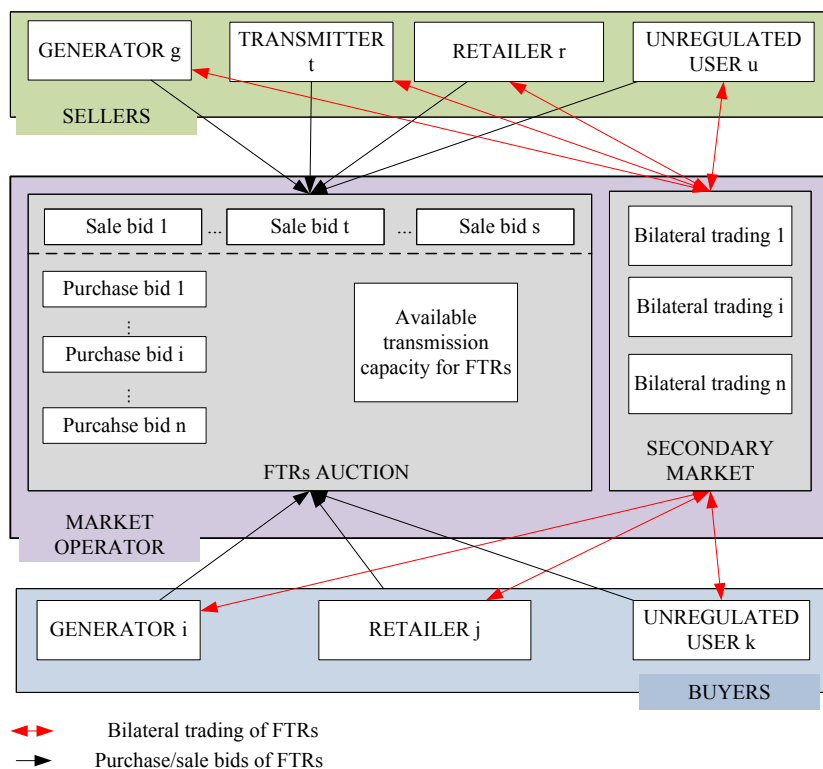 GENERATOR g
TRANSMITTER
t
RETAILER r
UNREGULATED
USER u
SELLERS
Sale bid 1
...
Sale bid t
...
Sale bid s
Purchase bid 1
...
Purchase bid i
...
Purcahse bid n
Available
transmission
capacity for FTRs
FTRs AUCTION
Bilateral trading 1
Bilateral trading i
Bilateral trading n
SECONDARY
MARKET
MARKET
OPERATOR
GENERATOR i
RETAILER j
UNREGULATED
USER k
BUYERS
Bilateral trading of FTRs
Purchase/sale bids of FTRs